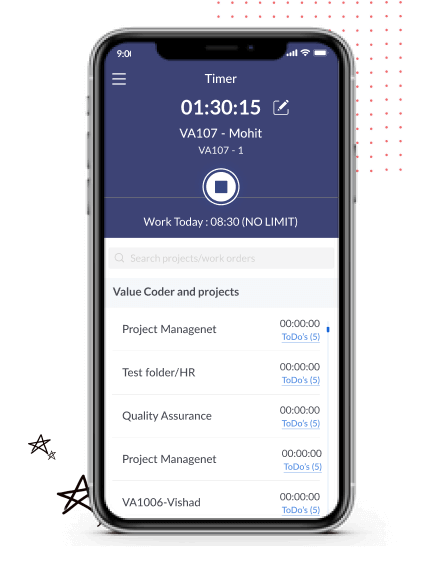 9:0
Timer
01:30:15
VA107 - Mohit
VA107 - 1
Work Today : 08:30 (NO LIMIT)
Search projects/work orders
Value Coder and projects
Project Managenet 00:00:00
ToDo's (5)
Test folder/HR 00:00:00
ToDo's (5)
Quality Assurance 00:00:00
ToDo's (5)
Project Managenet 00:00:00
ToDo's (5)
VA1006-Vishad 00:00:00
ToDo's (5)